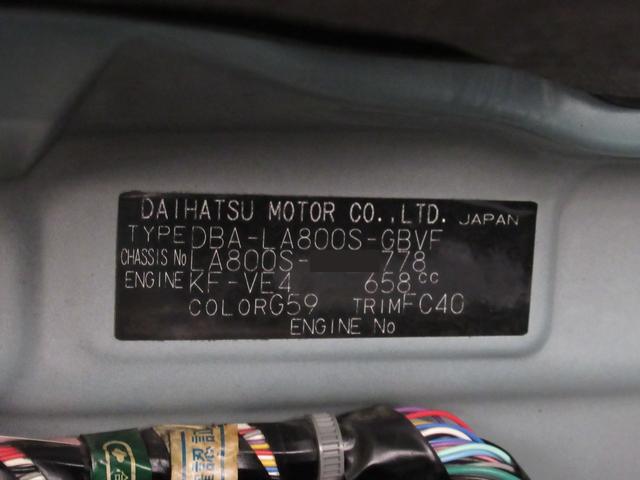 DAIHATSU MOTOR CO.,LTD. JAPAN
TYPE DBA-LA800S-GBVF
CHASSIS No LA800S- 778
ENGINE KF-VE4 658cc
COLOR G59 TRIM FC40
ENGINE No